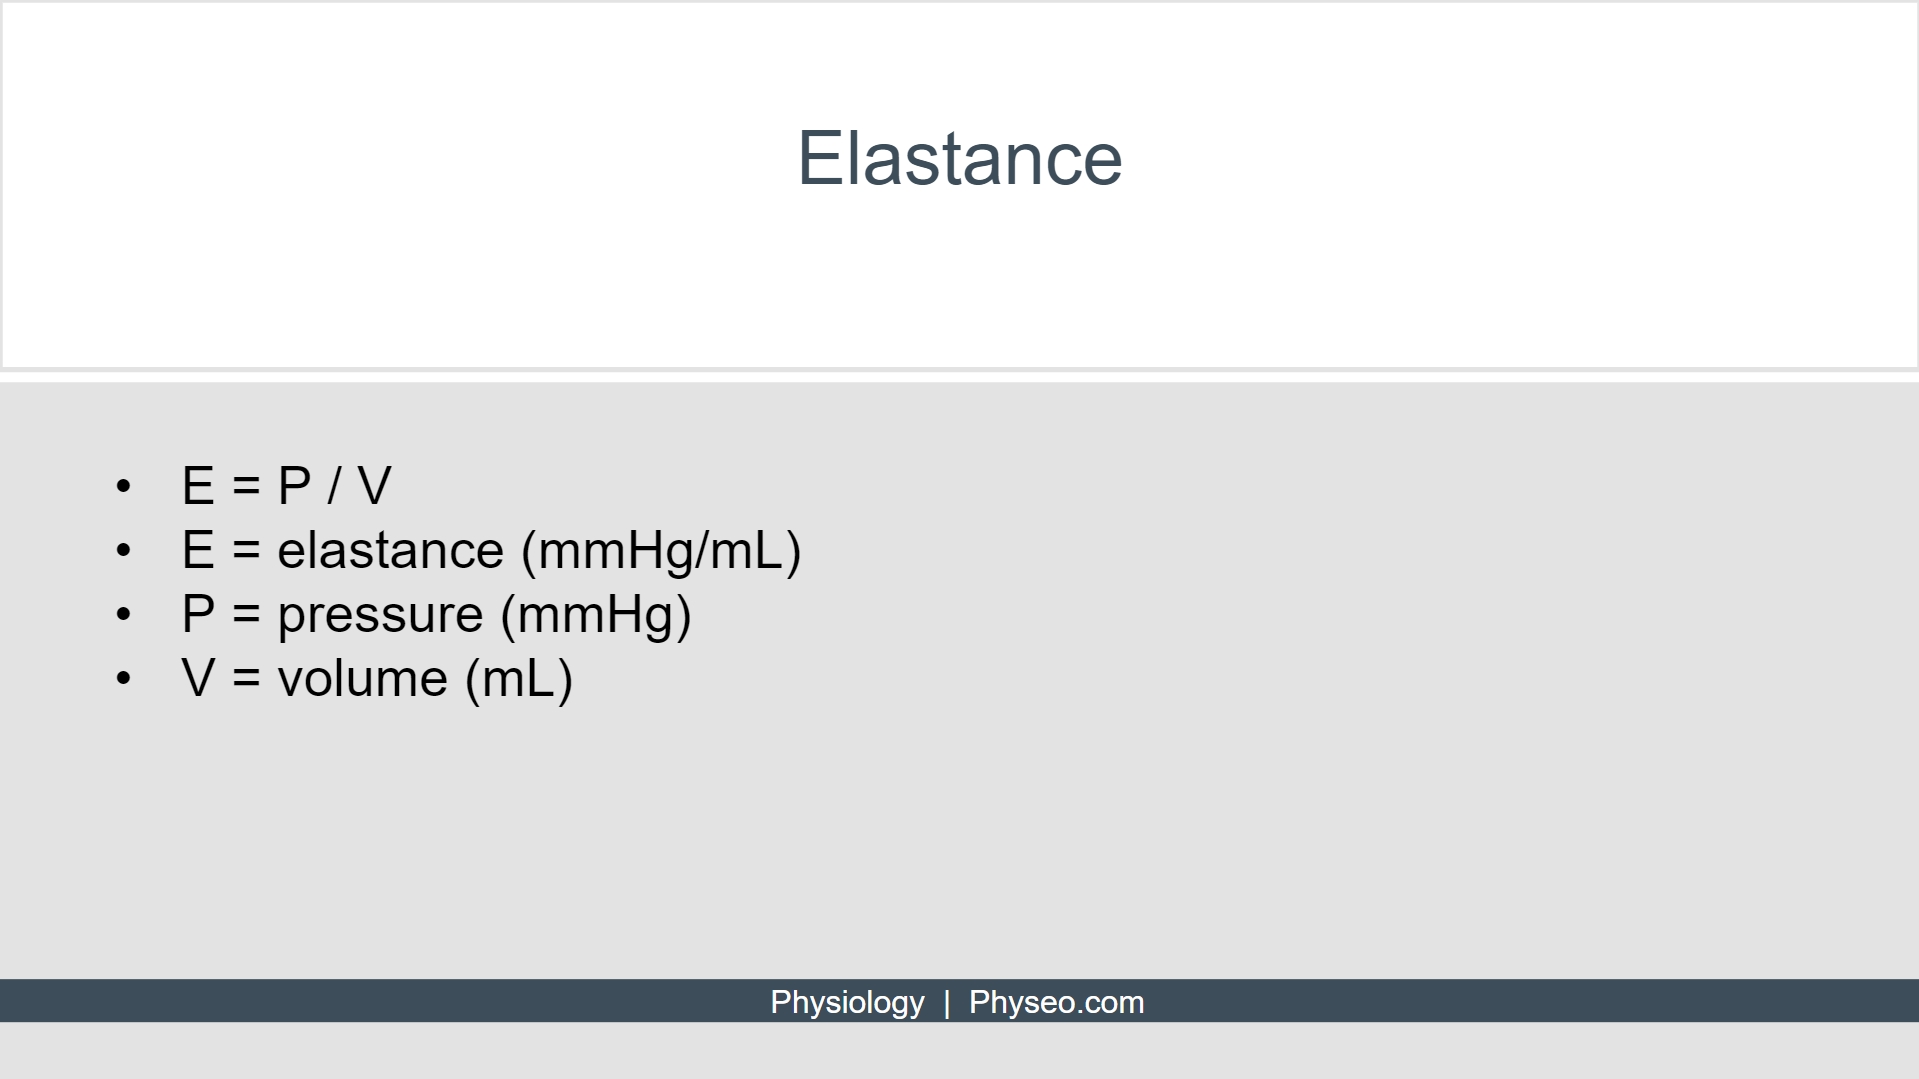 Elastance
• E = P / V
• E = elastance (mmHg/mL)
• P = pressure (mmHg)
• V = volume (mL)
Physiology | Physeo.com